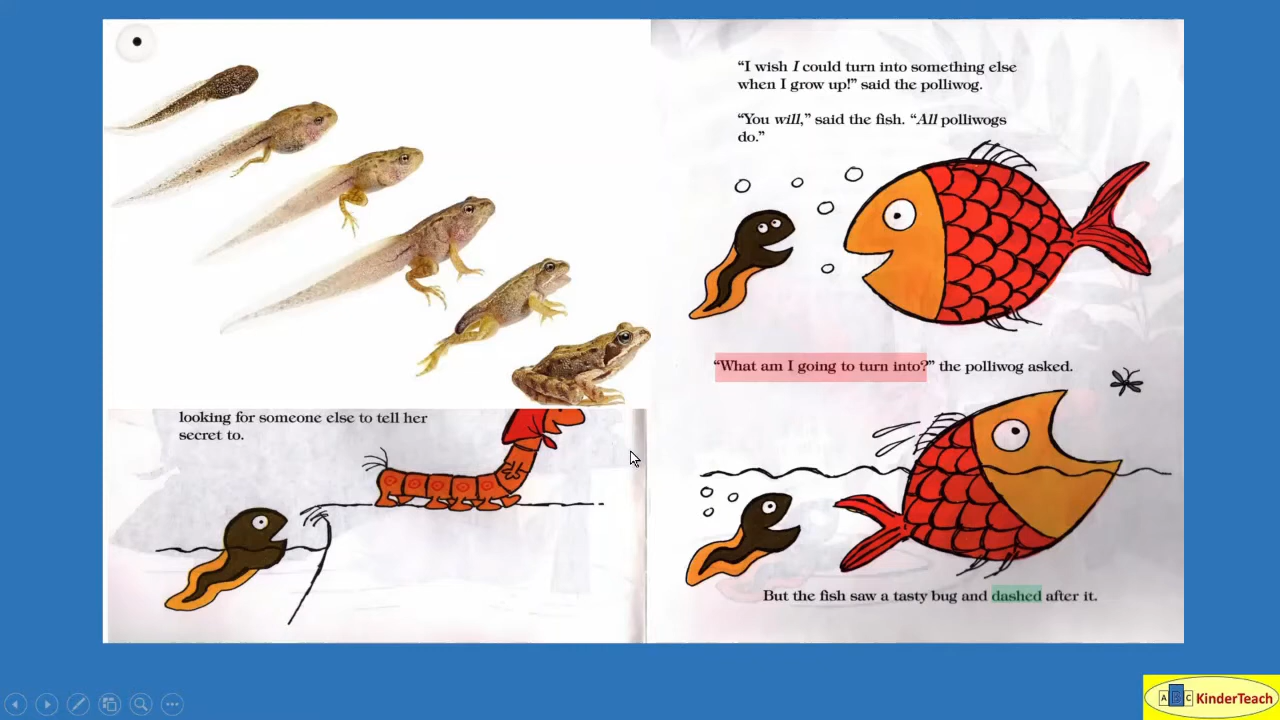 looking for someone else to tell her
secret to.
“I wish I could turn into something else
when I grow up!” said the polliwog.
“You will,” said the fish. “All polliwogs
do.”
“What am I going to turn into?” the polliwog asked.
But the fish saw a tasty bug and dashed after it.
ABC KinderTeach